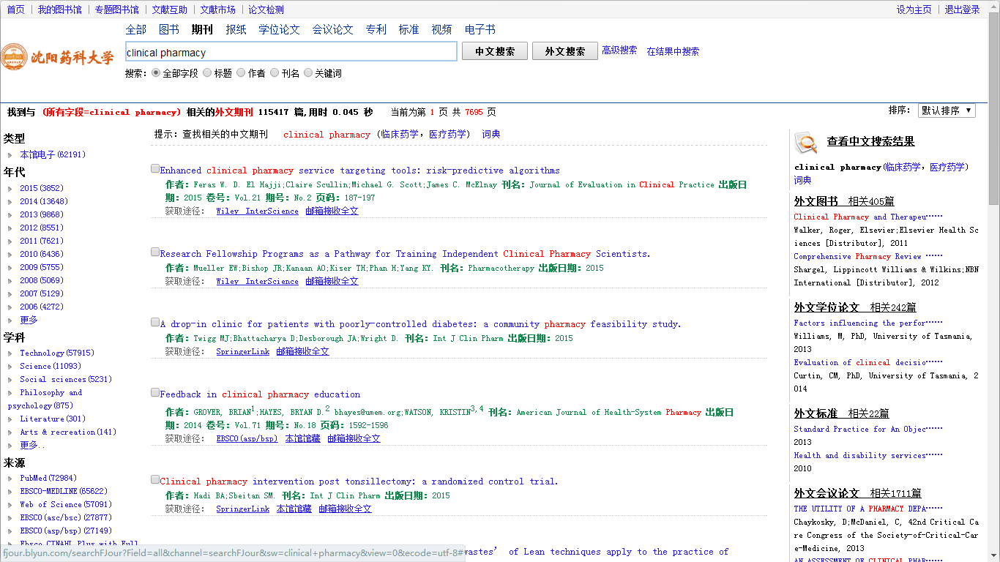 首页 | 我的图书馆 | 专题图书馆 | 文献互助 | 文献市场 | 论文检测
设为主页 | 退出登录
全部 图书 期刊 报纸 学位论文 会议论文 专利 标准 视频 电子书
沈阳药科大学
clinical pharmacy 中文搜索 外文搜索 高级搜索 在结果中搜索
搜索: 全部字段 标题 作者 刊名 关键词
找到与 (所有字段=clinical pharmacy) 相关的外文期刊 115417 篇,用时 0.045 秒 当前为第 1 页 共 7695 页
排序: 默认排序
类型
本馆电子(62191)
年代
2015(3852)
2014(13648)
2013(9868)
2012(8551)
2011(7621)
2010(6436)
2009(5755)
2008(5069)
2007(5129)
2006(4272)
更多
学科
Technology(57915)
Science(11093)
Social sciences(5231)
Philosophy and
psychology(875)
Literature(301)
Arts & recreation(141)
更多..
来源
PubMed(72984)
EBSCO-MEDLINE(65622)
Web of Science(57091)
EBSCO(asc/bsc)(27877)
EBSCO(asp/bsp)(27149)
Ebsco CINAHL Plus with Full
提示: 查找相关的中文期刊 clinical pharmacy (临床药学, 医疗药学) 词典
Enhanced clinical pharmacy service targeting tools: risk-predictive algorithms
作者: Feras W. D. El Hajji;Claire Scullin;Michael G. Scott;James C. McElnay 刊名: Journal of Evaluation in Clinical Practice 出版日
期: 2015 卷号: Vol.21 期号: No.2 页码: 187-197
获取途径: Wiley InterScience 邮箱接收全文
Research Fellowship Programs as a Pathway for Training Independent Clinical Pharmacy Scientists.
作者: Mueller EW;Bishop JR;Kanaan AO;Kiser TH;Phan H;Yang KY. 刊名: Pharmacotherapy 出版日期: 2015
获取途径: Wiley InterScience 邮箱接收全文
A drop-in clinic for patients with poorly-controlled diabetes: a community pharmacy feasibility study.
作者: Twigg MJ;Bhattacharya D;Desborough JA;Wright D. 刊名: Int J Clin Pharm 出版日期: 2015
获取途径: SpringerLink 邮箱接收全文
Feedback in clinical pharmacy education
作者: GROVER, BRIAN1;HAYES, BRYAN D.2 bhayes@umem.org;WATSON, KRISTIN3,4 刊名: American Journal of Health-System Pharmacy 出版日
期: 2014 卷号: Vol.71 期号: No.18 页码: 1592-1596
获取途径: EBSCO(asp/bsp) 本馆馆藏 邮箱接收全文
Clinical pharmacy intervention post tonsillectomy: a randomized control trial.
作者: Hadi BA;Sbeitan SM. 刊名: Int J Clin Pharm 出版日期: 2015
获取途径: SpringerLink 本馆馆藏 邮箱接收全文
wastes’ of Lean techniques apply to the practice of
查看中文搜索结果
clinical pharmacy(临床药学, 医疗药学)
词典
外文图书 相关405篇
Clinical Pharmacy and Therapeu······
Walker, Roger, Elsevier;Elsevier Health Sc
iences [Distributor], 2011
Comprehensive Pharmacy Review ······
Shargel, Lippincott Williams & Wilkins;NBN
International [Distributor], 2012
外文学位论文 相关242篇
Factors influencing the perfor······
Williams, M, PhD, University of Tasmania,
2013
Evaluation of clinical decisio······
Curtin, CM, PhD, University of Tasmania, 2
014
外文标准 相关22篇
Standard Practice for An Objec······
2013
Health and disability services······
2010
外文会议论文 相关1711篇
THE UTILITY OF A PHARMACY DEPA······
Chaykosky, D;McDaniel, C, 42nd Critical Ca
re Congress of the Society-of-Critical-Car
e-Medicine, 2013
AN ASSESSMENT OF CLINICAL PHAR······
fjour.blyun.com/searchFJour?Field=all&channel=searchFJour&sw=clinical+pharmacy&view=0&ecode=utf-8#